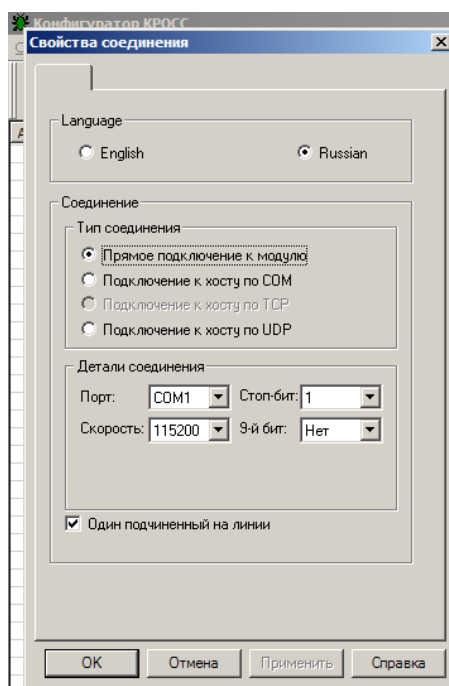 Конфигуратор КРОСС
Свойства соединения
Language
English Russian
Соединение
Тип соединения
Прямое подключение к модулю
Подключение к хосту по COM
Подключение к хосту по TCP
Подключение к хосту по UDP
Детали соединения
Порт: COM1 Стоп-бит: 1
Скорость: 115200 9-й бит: Нет
Один подчиненный на линии
OK Отмена Применить Справка